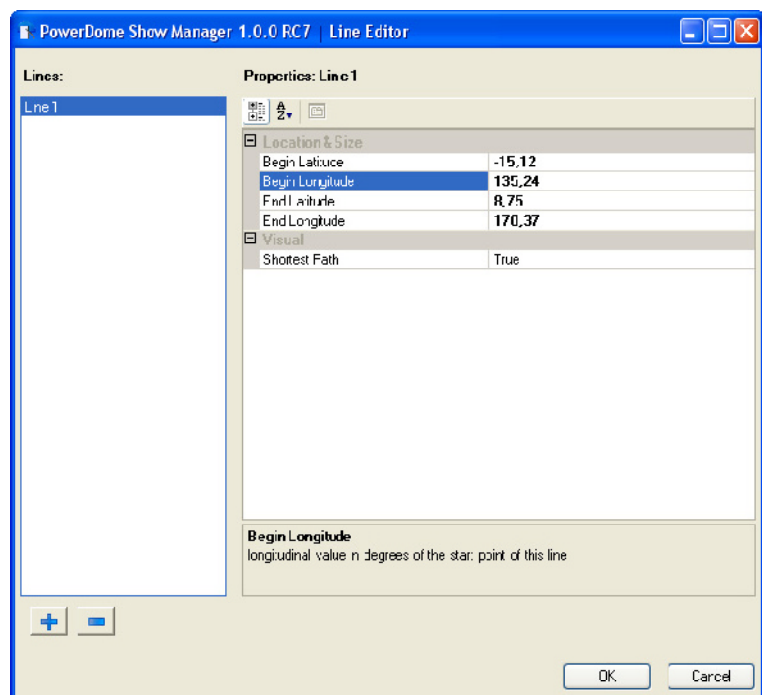 PowerDome Show Manager 1.0.0 RC7 | Line Editor
Lines:
Properties: Line 1
Line 1
Location & Size
Begin Latitude -15,12
Begin Longitude 135,24
End Latitude 8,75
End Longitude 170,37
Visual
Shortest Path True
Begin Longitude
longitudinal value in degrees of the start point of this line
OK Cancel